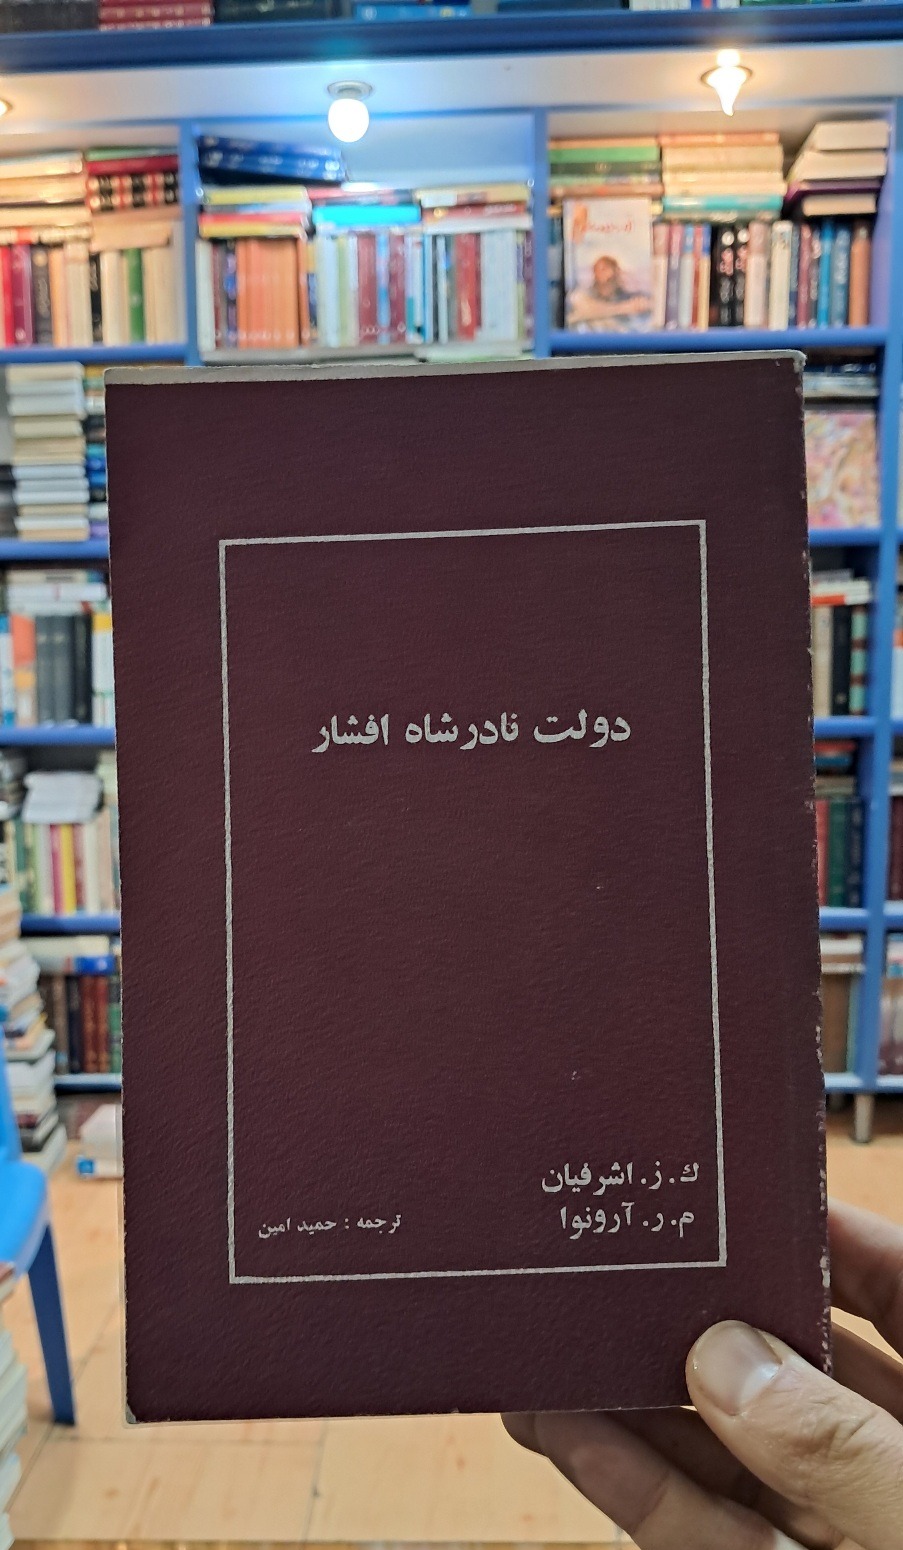 دولت نادرشاه افشار
ك. ز. اشرفیان
م. ر. آرونوا
ترجمه : حمید امین